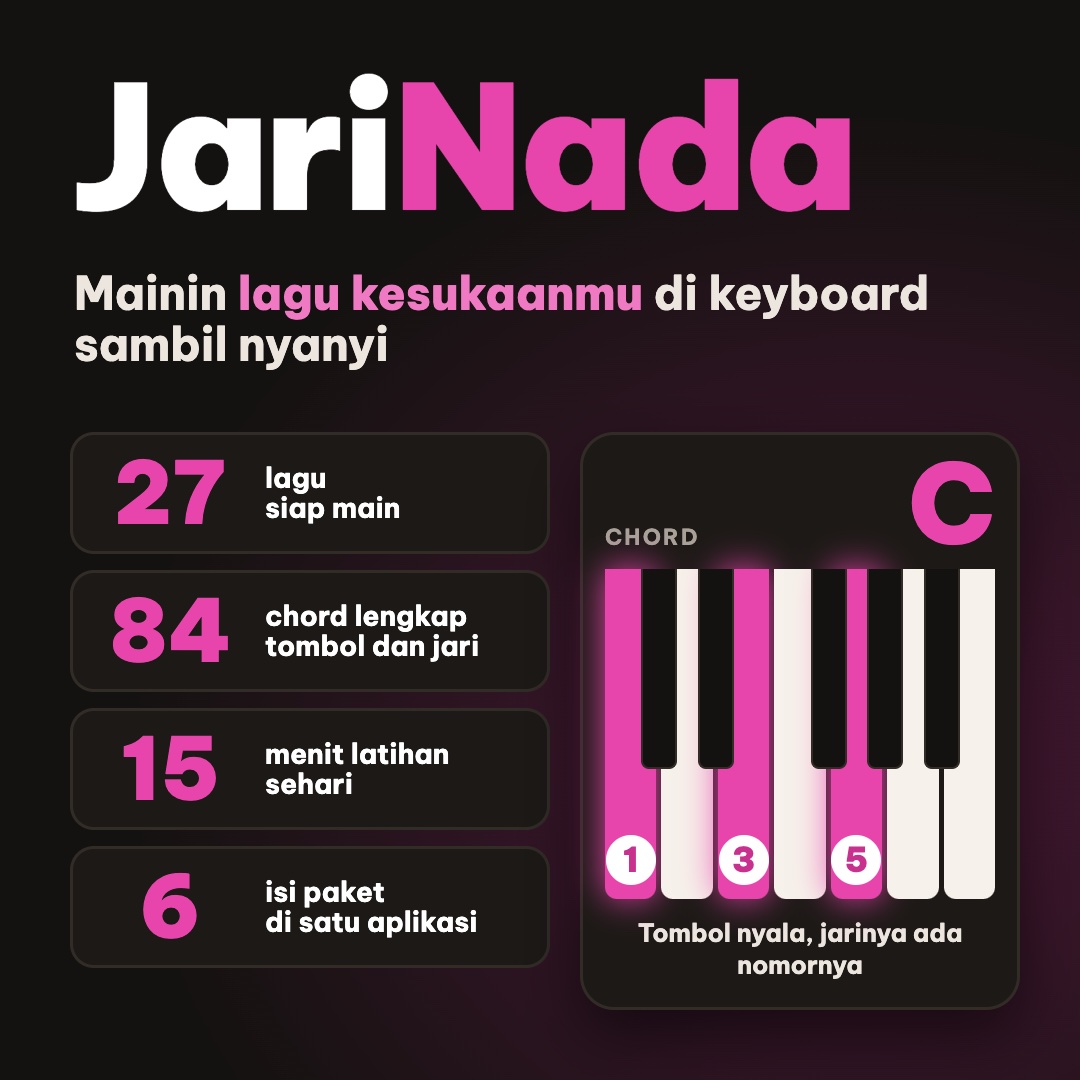 JariNada
Mainin lagu kesukaanmu di keyboard
sambil nyanyi
27
lagu
siap main
84
chord lengkap
tombol dan jari
15
menit latihan
sehari
6
isi paket
di satu aplikasi
CHORD
C
1
3
5
Tombol nyala, jarinya ada
nomornya